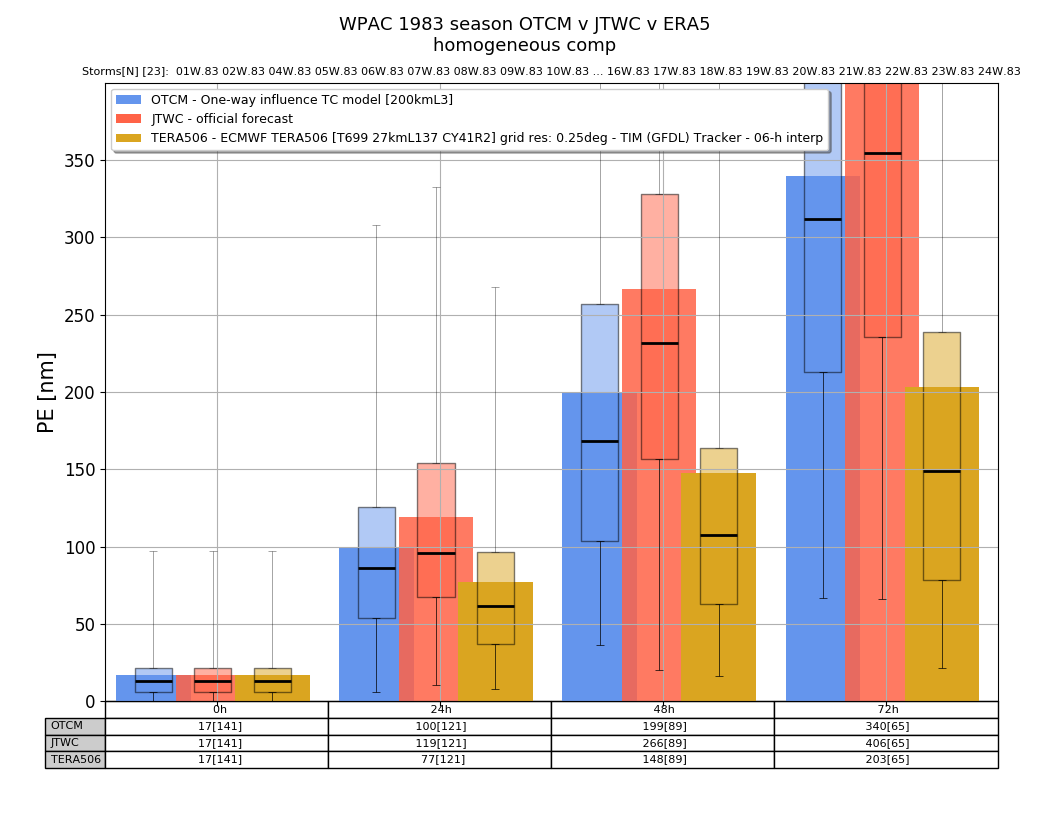 WPAC 1983 season OTCM v JTWC v ERA5
homogeneous comp
Storms[N] [23]:  01W.83 02W.83 04W.83 05W.83 06W.83 07W.83 08W.83 09W.83 10W.83 ... 16W.83 17W.83 18W.83 19W.83 20W.83 21W.83 22W.83 23W.83 24W.83
OTCM - One-way influence TC model [200kmL3]
JTWC - official forecast
TERA506 - ECMWF TERA506 [T699 27kmL137 CY41R2] grid res: 0.25deg - TIM (GFDL) Tracker - 06-h interp
350
300
250
200
150
100
50
0
PE [nm]
0h 24h 48h 72h
OTCM 17[141] 100[121] 199[89] 340[65]
JTWC 17[141] 119[121] 266[89] 406[65]
TERA506 17[141] 77[121] 148[89] 203[65]